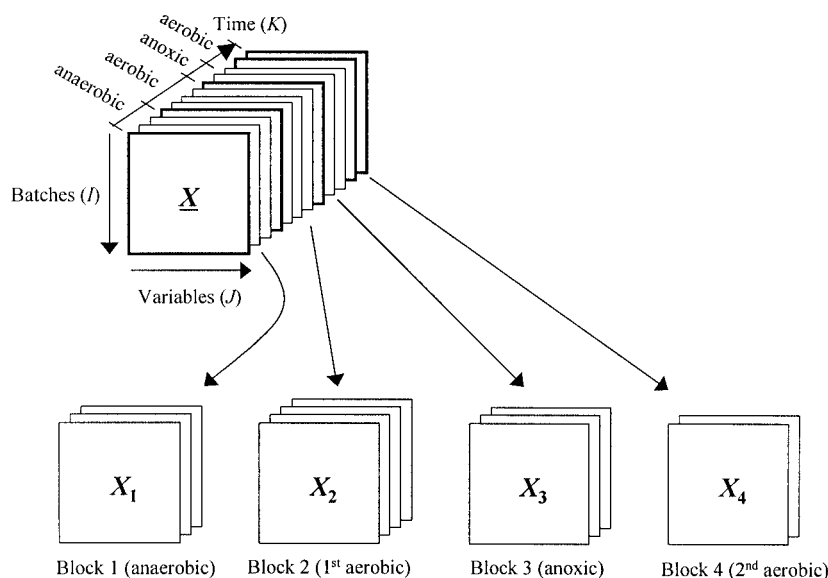 aerobic
Time (K)
anoxic
aerobic
anaerobic
X
Batches (I)
Variables (J)
X1
X2
X3
X4
Block 1 (anaerobic)
Block 2 (1st aerobic)
Block 3 (anoxic)
Block 4 (2nd aerobic)